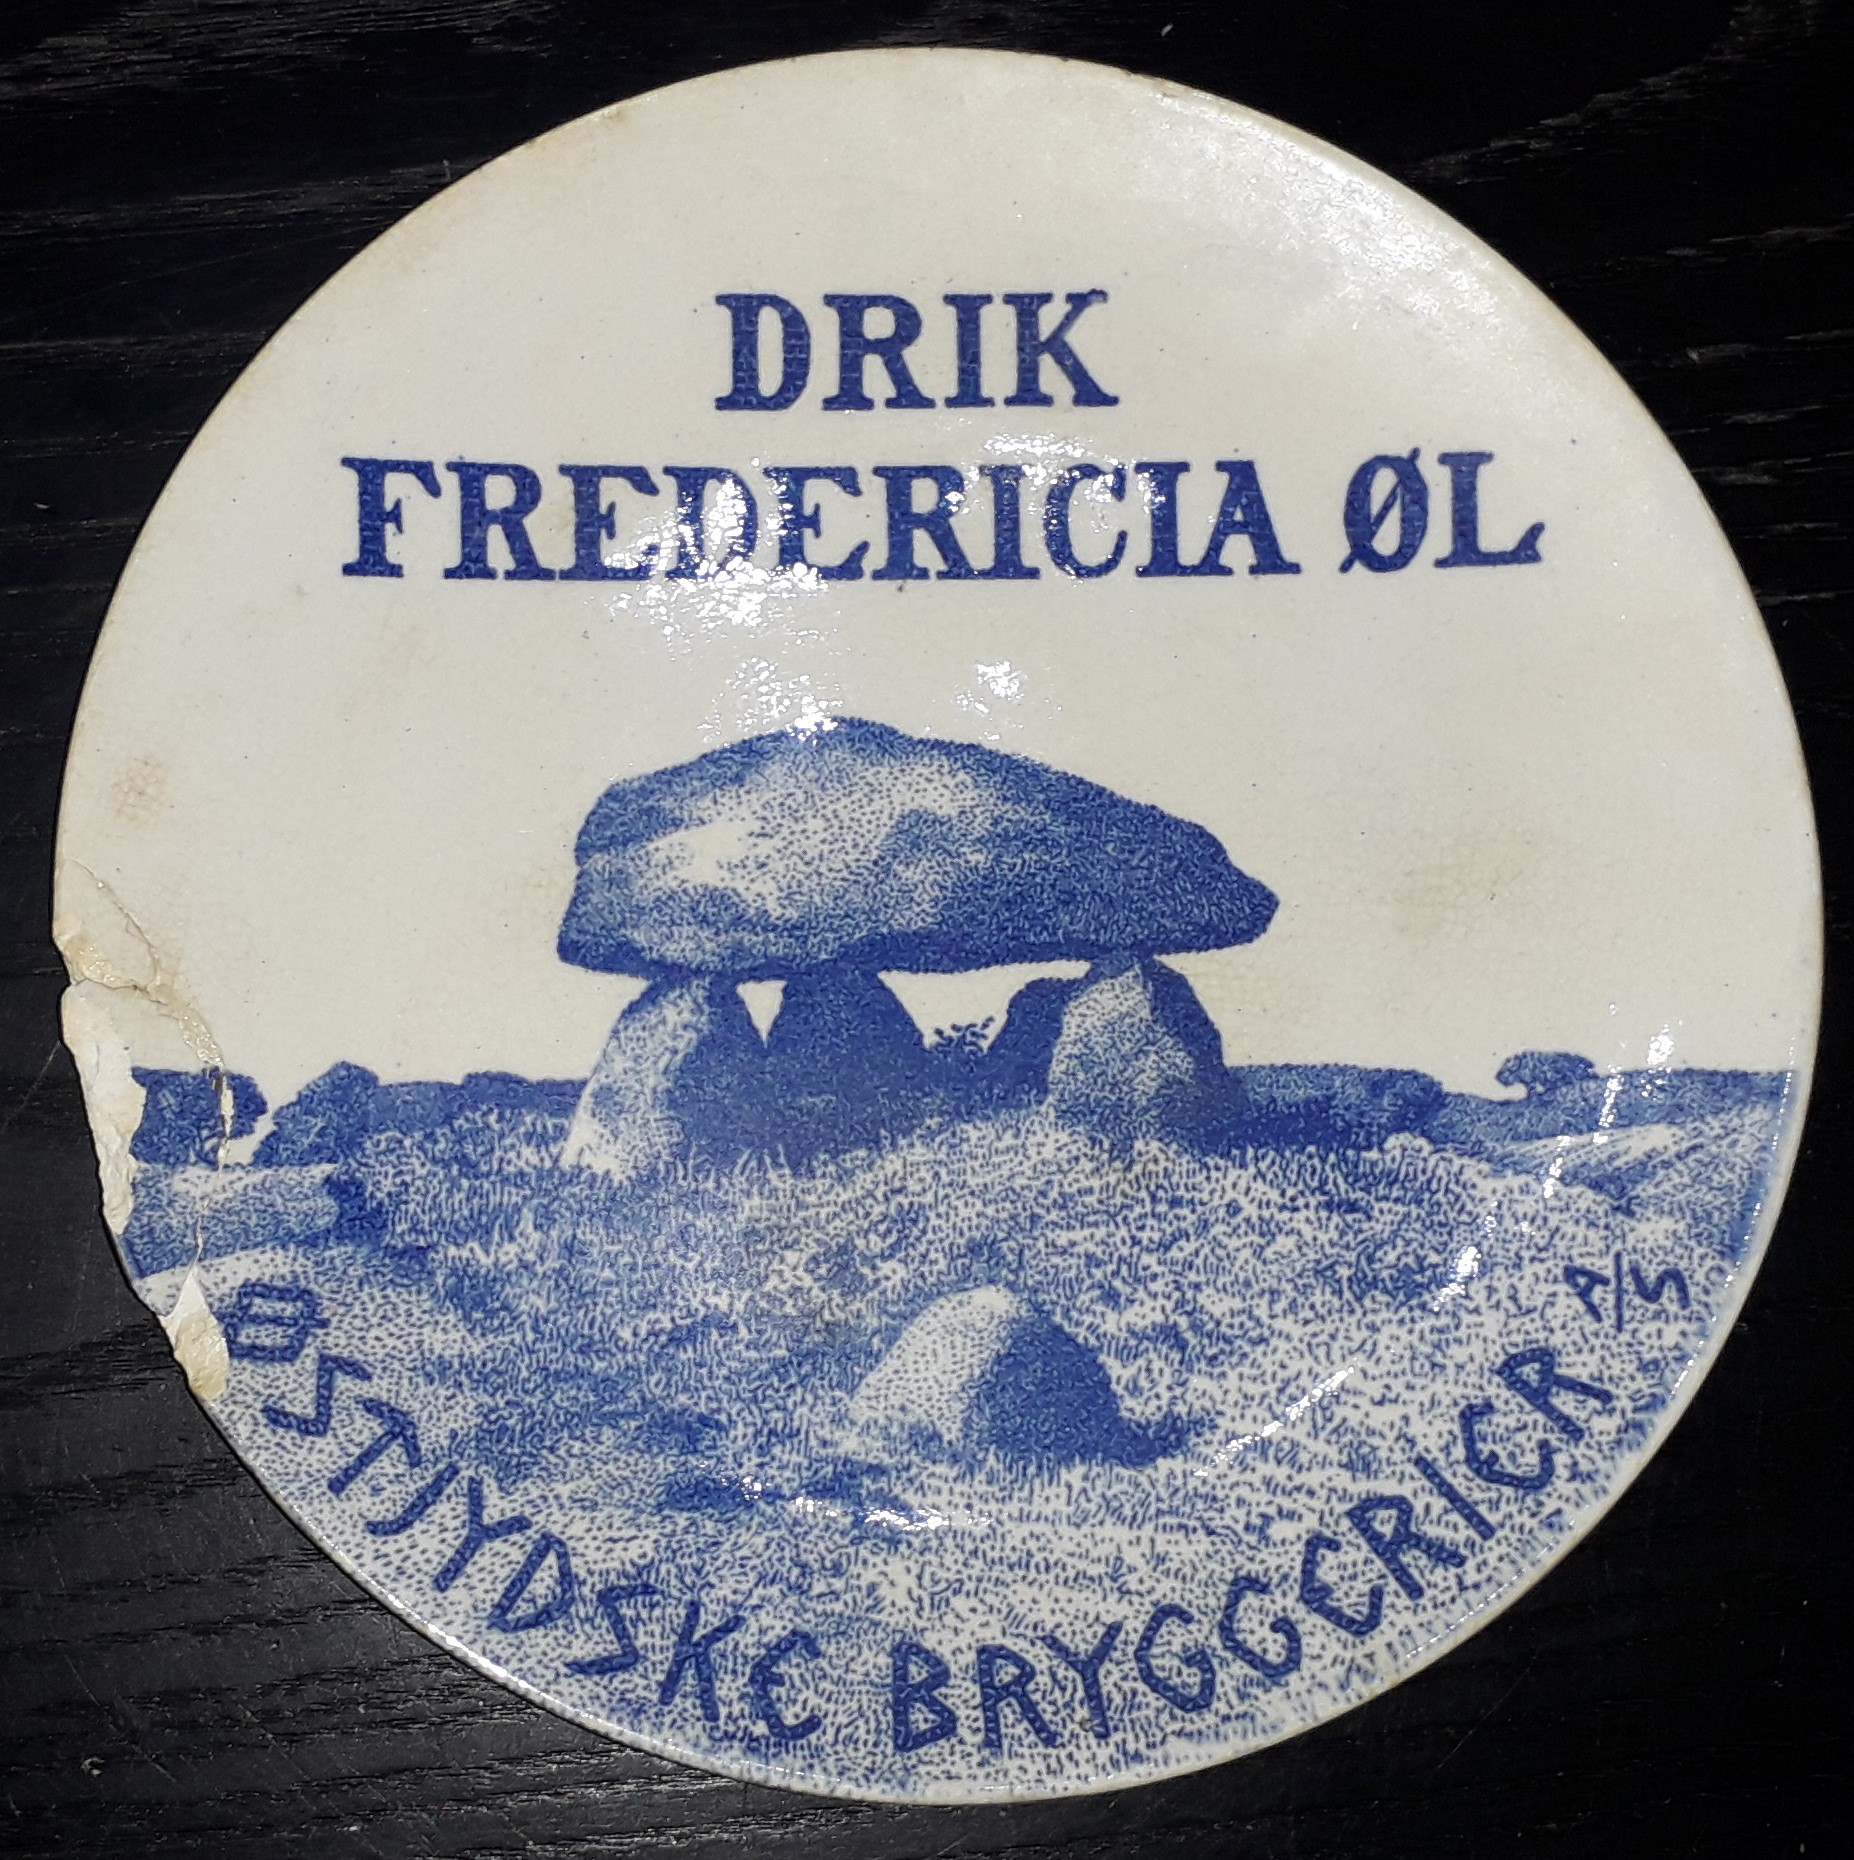 DRIK
FREDERICIA ØL
ØSTJYDSKE BRYGGERIER A/S